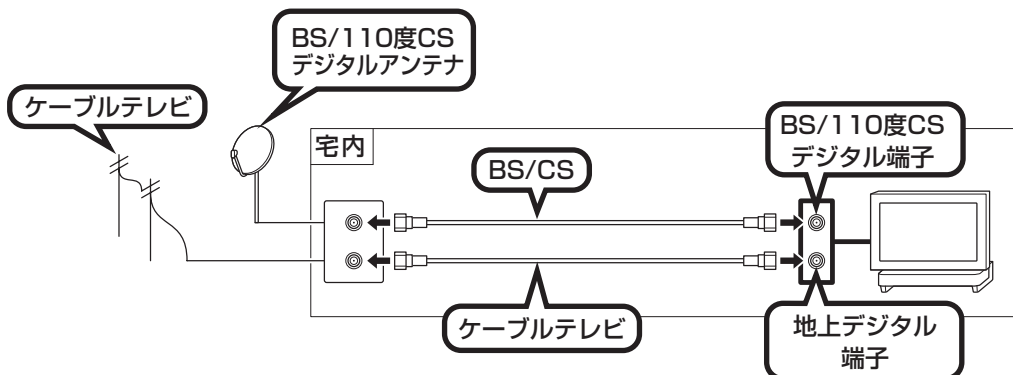 BS/110度CS
デジタルアンテナ
ケーブルテレビ
宅内
BS/CS
BS/110度CS
デジタル端子
ケーブルテレビ
地上デジタル
端子